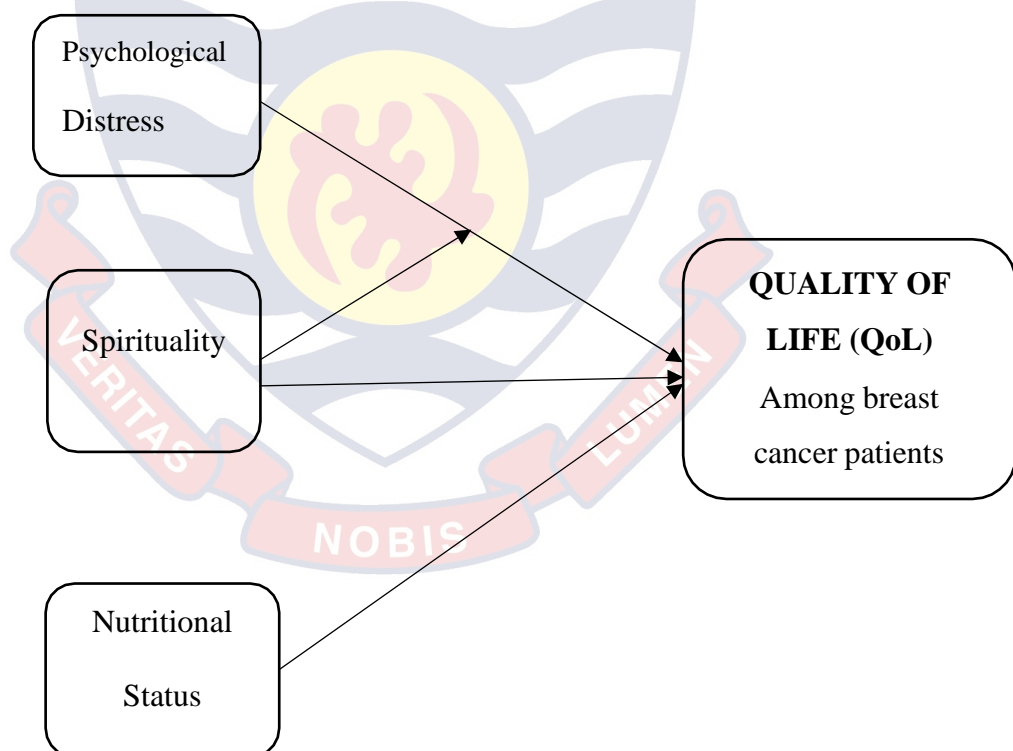 Psychological
Distress
Spirituality
QUALITY OF
LIFE (QoL)
Among breast
cancer patients
Nutritional
Status
VERITAS
NOBIS
LUMEN